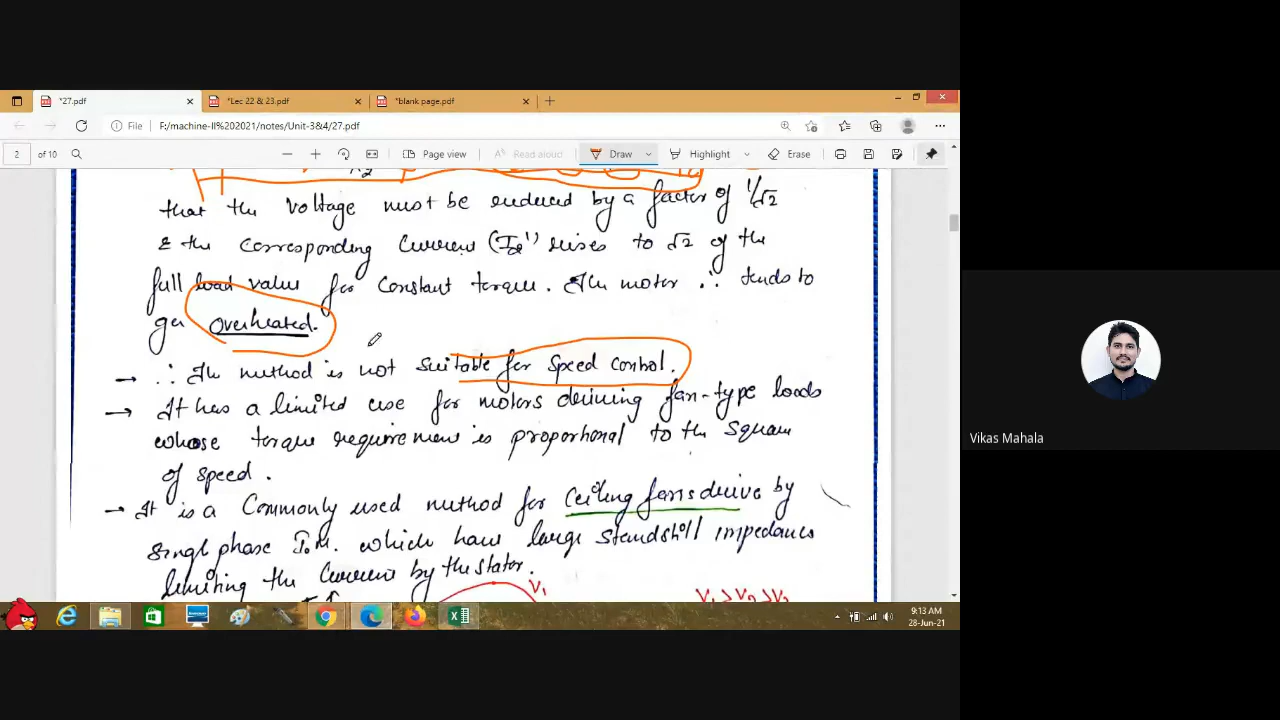 *27.pdf
*Lec 22 & 23.pdf
*blank page.pdf
File F:/machine-II%202021/notes/Unit-3&4/27.pdf
2 of 10 Page view Read aloud Draw Highlight Erase
that the voltage must be reduced by a factor of 1/√2
& the corresponding current (I2') rises to √2 of the
full load value for constant torque. The motor ∴ tends to
get overheated.
→ ∴ The method is not suitable for speed control.
→ It has a limited use for motors deriving fan-type loads
whose torque requirement is proportional to the square
of speed.
→ It is a commonly used method for ceiling fans derive by
single phase I.M. which have large standstill impedance
limiting the current by the stator.
V1
V1 > V2 > V3
Vikas Mahala
9:13 AM
28-Jun-21